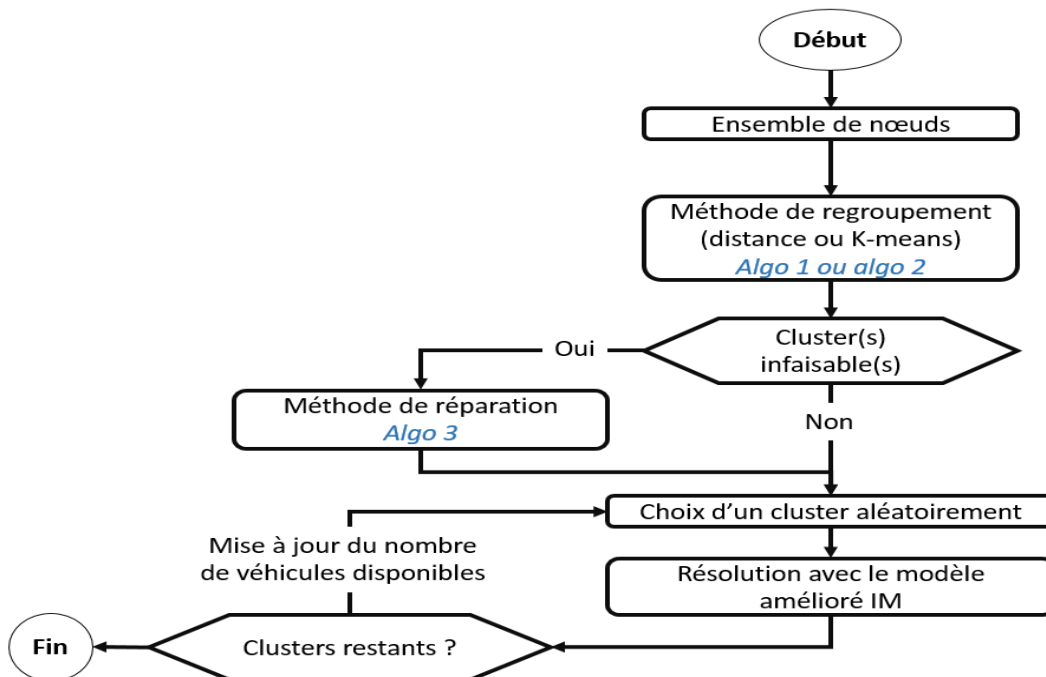 Début
Ensemble de nœuds
Méthode de regroupement
(distance ou K-means)
Algo 1 ou algo 2
Cluster(s)
infaisable(s)
Oui
Non
Méthode de réparation
Algo 3
Choix d'un cluster aléatoirement
Mise à jour du nombre
de véhicules disponibles
Résolution avec le modèle
amélioré IM
Clusters restants ?
Fin